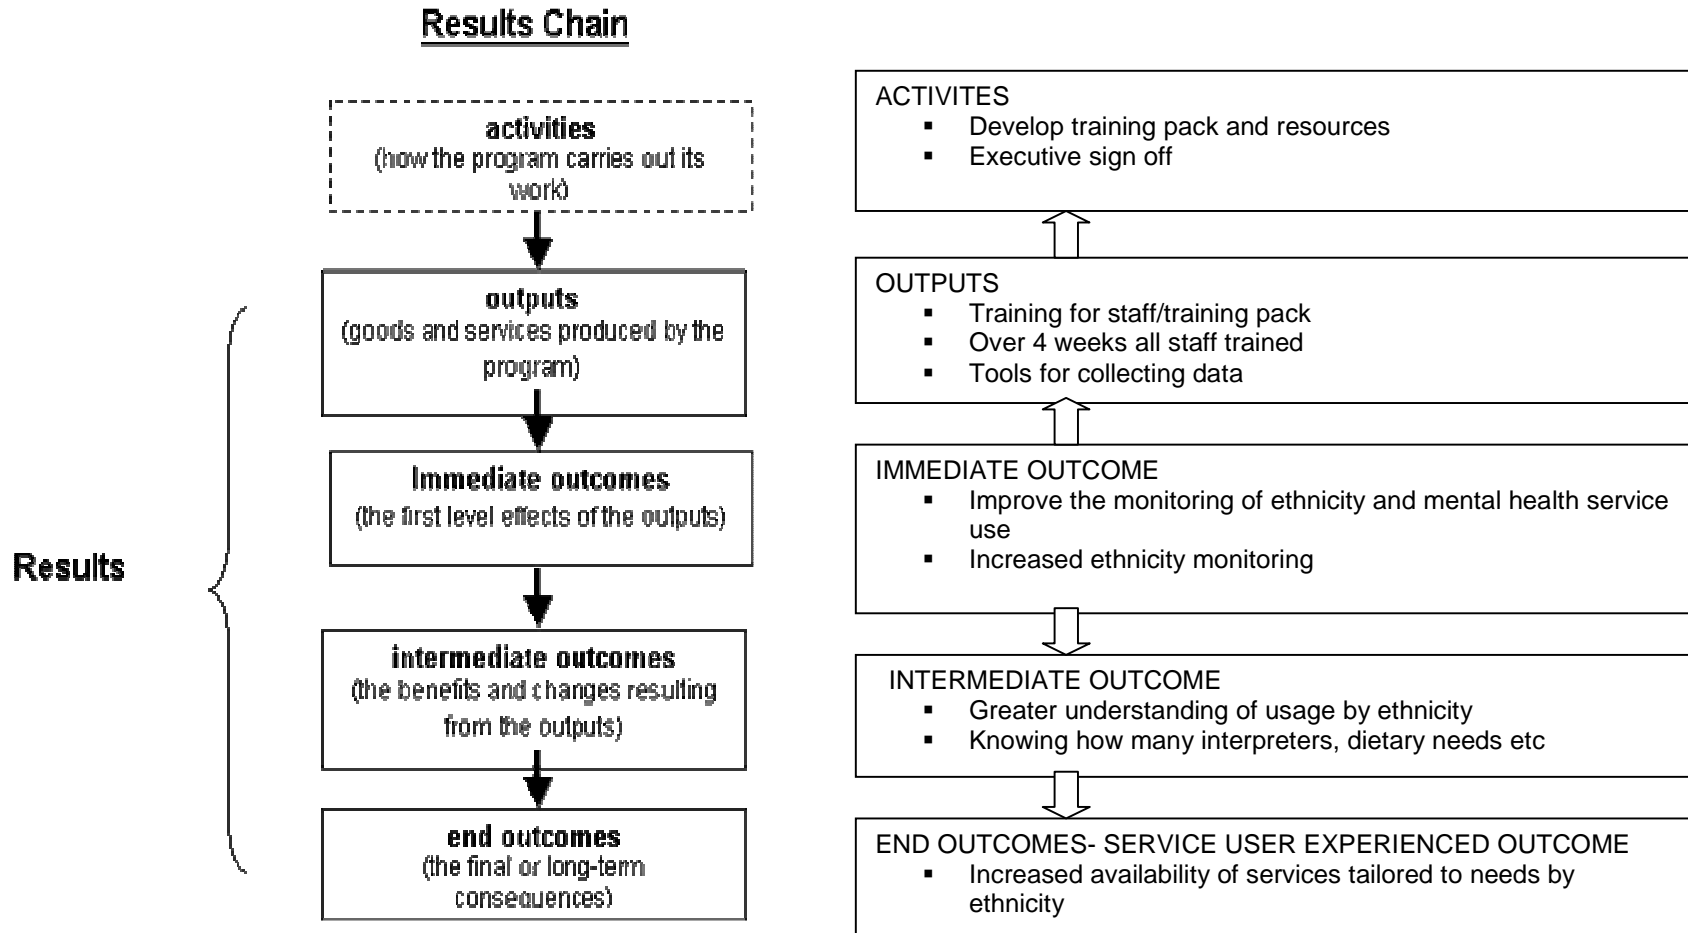 Results Chain
activities
(how the program carries out its
work)
outputs
(goods and services produced by the
program)
Immediate outcomes
(the first level effects of the outputs)
intermediate outcomes
(the benefits and changes resulting
from the outputs)
end outcomes
(the final or long-term
consequences)
Results
ACTIVITES
▪ Develop training pack and resources
▪ Executive sign off
OUTPUTS
▪ Training for staff/training pack
▪ Over 4 weeks all staff trained
▪ Tools for collecting data
IMMEDIATE OUTCOME
▪ Improve the monitoring of ethnicity and mental health service
use
▪ Increased ethnicity monitoring
INTERMEDIATE OUTCOME
▪ Greater understanding of usage by ethnicity
▪ Knowing how many interpreters, dietary needs etc
END OUTCOMES- SERVICE USER EXPERIENCED OUTCOME
▪ Increased availability of services tailored to needs by
ethnicity